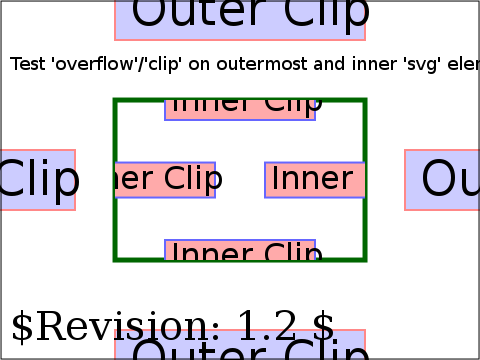 Outer Clip
Test 'overflow'/'clip' on outermost and inner 'svg' elem
Inner Clip
Clip
ner Clip
Inner
Ou
Inner Clip
$Revision: 1.2 $
Outer Clip